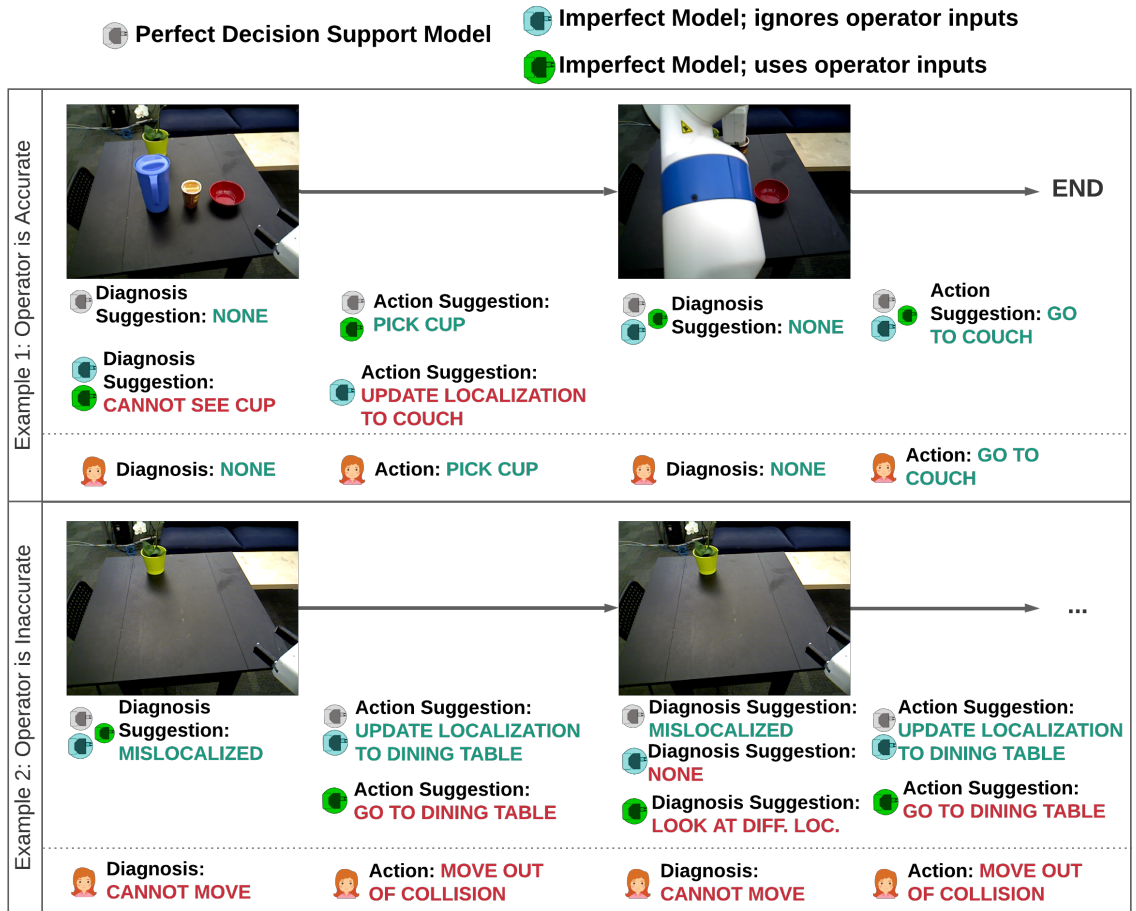 Perfect Decision Support Model
Imperfect Model; ignores operator inputs
Imperfect Model; uses operator inputs
Example 1: Operator is Accurate
END
Diagnosis
Suggestion: NONE
Diagnosis
Suggestion:
CANNOT SEE CUP
Action Suggestion:
PICK CUP
Action Suggestion:
UPDATE LOCALIZATION
TO COUCH
Diagnosis
Suggestion: NONE
Action
Suggestion: GO
TO COUCH
Diagnosis: NONE
Action: PICK CUP
Diagnosis: NONE
Action: GO TO
COUCH
Example 2: Operator is Inaccurate
...
Diagnosis
Suggestion:
MISLOCALIZED
Action Suggestion:
UPDATE LOCALIZATION
TO DINING TABLE
Action Suggestion:
GO TO DINING TABLE
Diagnosis Suggestion:
MISLOCALIZED
Diagnosis Suggestion:
NONE
Diagnosis Suggestion:
LOOK AT DIFF. LOC.
Action Suggestion:
UPDATE LOCALIZATION
TO DINING TABLE
Action Suggestion:
GO TO DINING TABLE
Diagnosis:
CANNOT MOVE
Action: MOVE OUT
OF COLLISION
Diagnosis:
CANNOT MOVE
Action: MOVE OUT
OF COLLISION